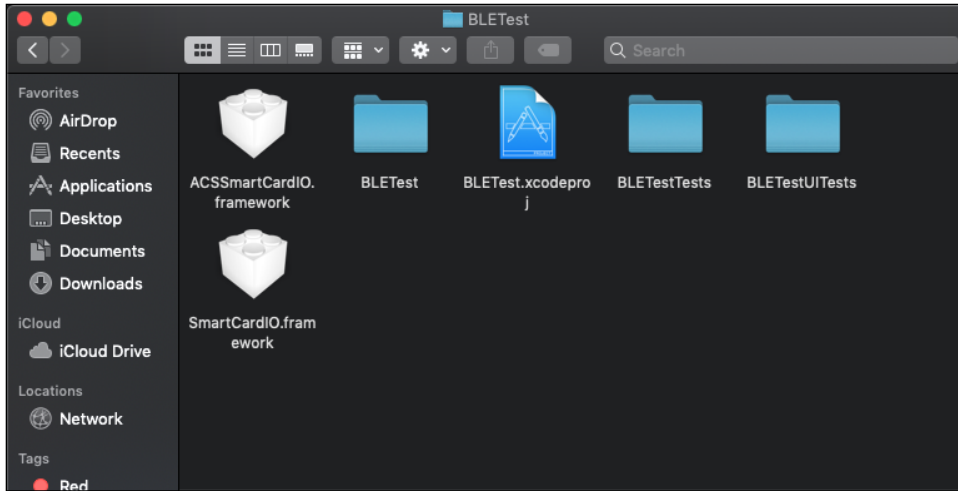 BLETest
Search
Favorites
AirDrop
Recents
Applications
Desktop
Documents
Downloads
iCloud
iCloud Drive
Locations
Network
Tags
Red
ACSSmartCardIO.
framework
BLETest
BLETest.xcodepro
j
BLETestTests
BLETestUITests
SmartCardIO.fram
ework